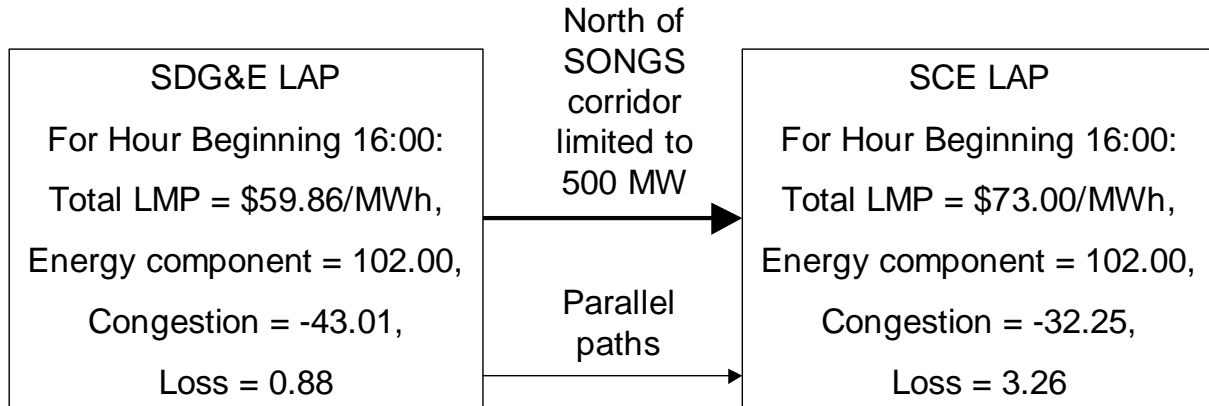 SDG&E LAP
For Hour Beginning 16:00:
Total LMP = $59.86/MWh,
Energy component = 102.00,
Congestion = -43.01,
Loss = 0.88
North of
SONGS
corridor
limited to
500 MW
Parallel
paths
SCE LAP
For Hour Beginning 16:00:
Total LMP = $73.00/MWh,
Energy component = 102.00,
Congestion = -32.25,
Loss = 3.26